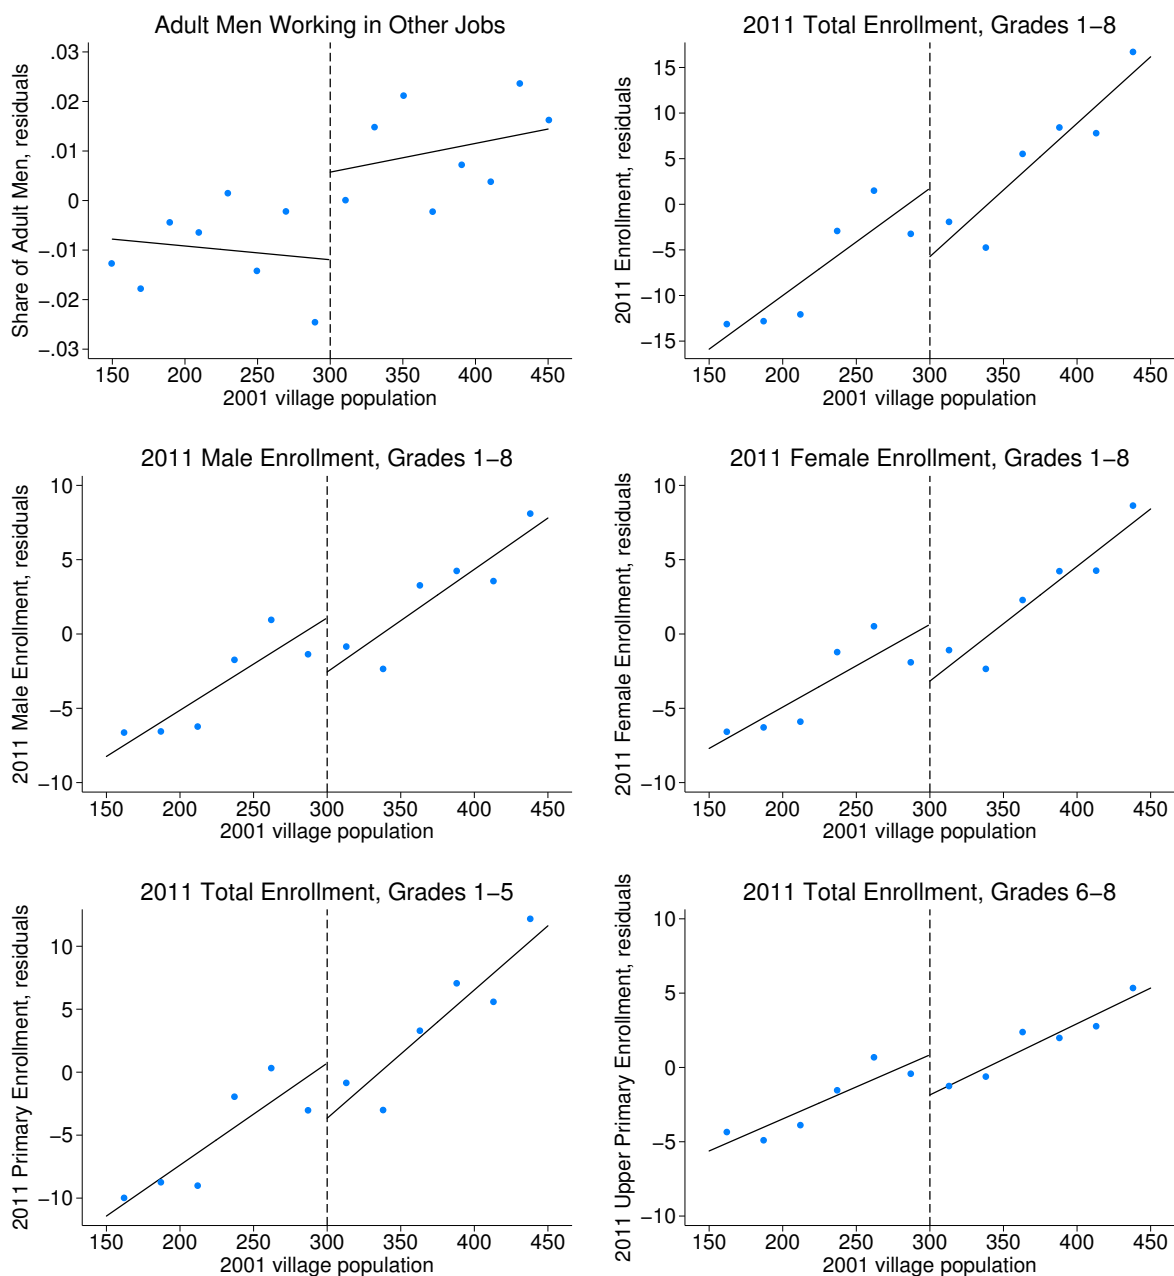 Adult Men Working in Other Jobs
Share of Adult Men, residuals
.03
.02
.01
0
−.01
−.02
−.03
150 200 250 300 350 400 450
2001 village population
2011 Total Enrollment, Grades 1−8
2011 Enrollment, residuals
15
10
5
0
−5
−10
−15
150 200 250 300 350 400 450
2001 village population
2011 Male Enrollment, Grades 1−8
2011 Male Enrollment, residuals
10
5
0
−5
−10
150 200 250 300 350 400 450
2001 village population
2011 Female Enrollment, Grades 1−8
2011 Female Enrollment, residuals
10
5
0
−5
−10
150 200 250 300 350 400 450
2001 village population
2011 Total Enrollment, Grades 1−5
2011 Primary Enrollment, residuals
10
5
0
−5
−10
150 200 250 300 350 400 450
2001 village population
2011 Total Enrollment, Grades 6−8
2011 Upper Primary Enrollment, residuals
10
5
0
−5
−10
150 200 250 300 350 400 450
2001 village population